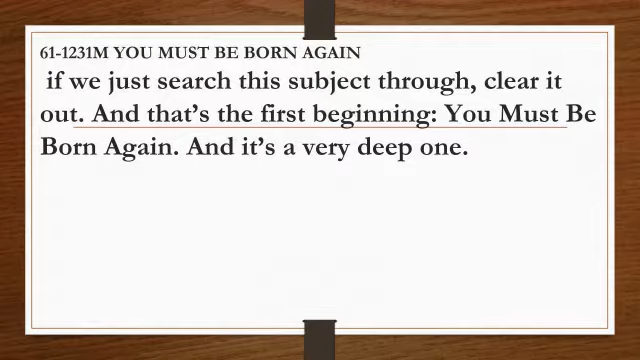 61-1231M YOU MUST BE BORN AGAIN
if we just search this subject through, clear it
out. And that’s the first beginning: You Must Be
Born Again. And it’s a very deep one.